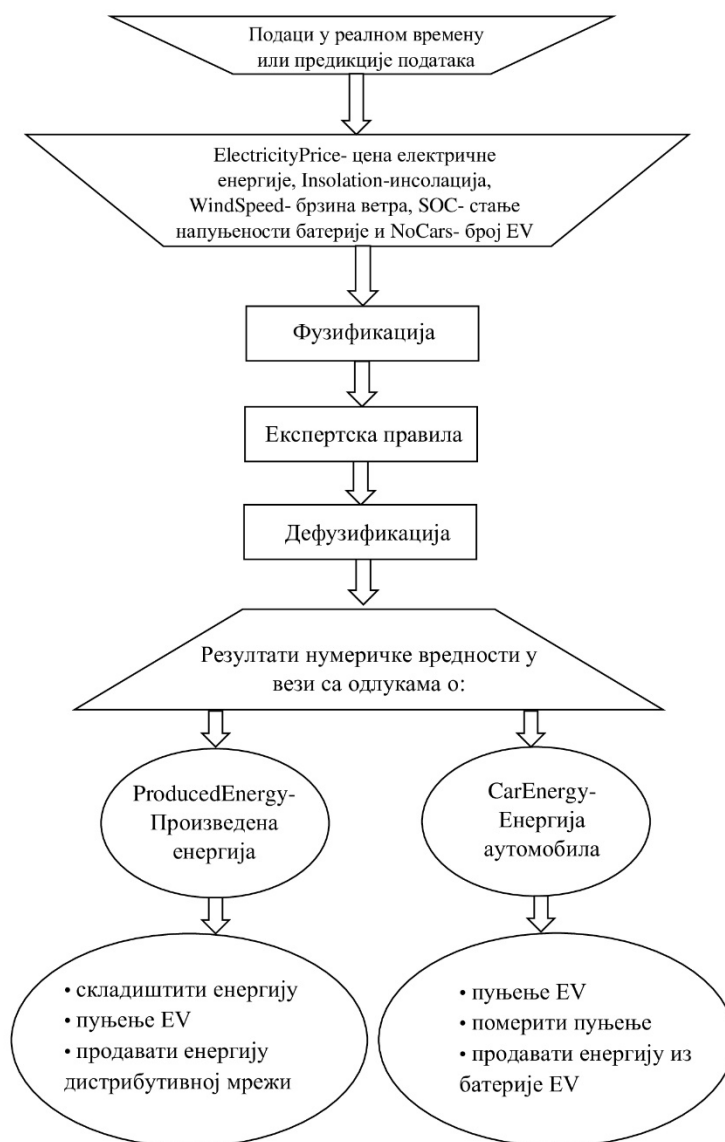 Подаци у реалном времену
или предикције података
ElectricityPrice- цена електричне
енергије, Insolation-инсолација,
WindSpeed- брзина ветра, SOC- стање
напуњености батерије и NoCars- број EV
Фузификација
Експертска правила
Дефузификација
Резултати нумеричке вредности у
вези са одлукама о:
ProducedEnergy-
Произведена
енергија
CarEnergy-
Енергија
аутомобила
• складиштити енергију
• пуњење EV
• продавати енергију
дистрибутивној мрежи
• пуњење EV
• померити пуњење
• продавати енергију из
батерије EV